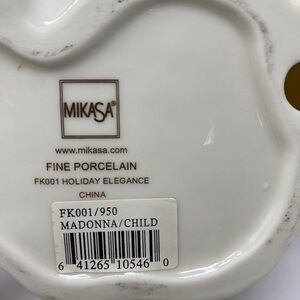 MIKASA®
www.mikasa.com
FINE PORCELAIN
FK001 HOLIDAY ELEGANCE
CHINA
FK001/950
MADONNA/CHILD
6 41265 10546 0